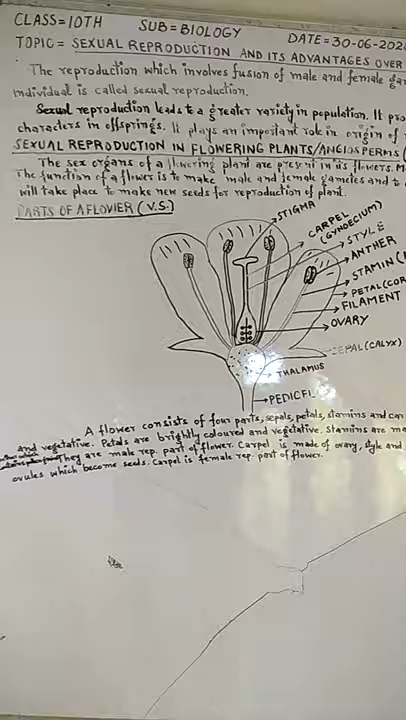 CLASS=10TH SUB=BIOLOGY DATE=30-06-202
TOPIC= SEXUAL REPRODUCTION AND ITS ADVANTAGES OVER
The reproduction which involves fusion of male and female ga
individual is called sexual reproduction.
Sexual reproduction leads to a greater variety in population. It pro
characters in offsprings. It plays an important role in origin of
SEXUAL REPRODUCTION IN FLOWERING PLANTS/ANGIOSPERMS (
The sex organs of a flowering plant are present in its flowers. M
The function of a flower is to make male and female gametes and to
will take place to make new seeds for reproduction of plant.
PARTS OF A FLOVIER (V.S.)
STIGMA
CARPEL
(GYNOECIUM)
STYLE
ANTHER
STAMIN (
PETAL (COR
FILAMENT
OVARY
SEPAL (CALYX)
THALAMUS
PEDICEL
A flower consists of four parts, sepals, petals, stamins and car
and vegetative. Petals are brightly coloured and vegetative. Stamins are ma
They are male rep. part of flower. Carpel is made of ovary, style and
ovules which become seeds. Carpel is female rep. part of flower.